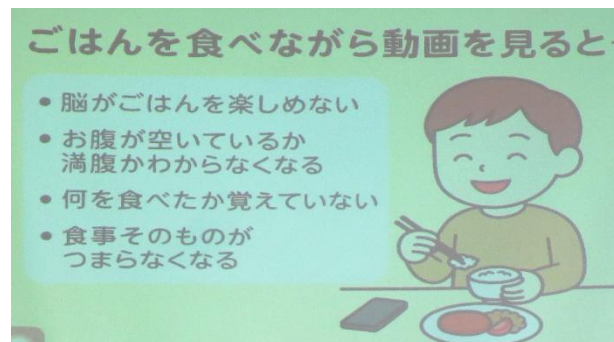 ごはんを食べながら動画を見ると
• 脳がごはんを楽しめない
• お腹が空いているか
満腹かわからなくなる
• 何を食べたか覚えていない
• 食事そのものが
つまらなくなる